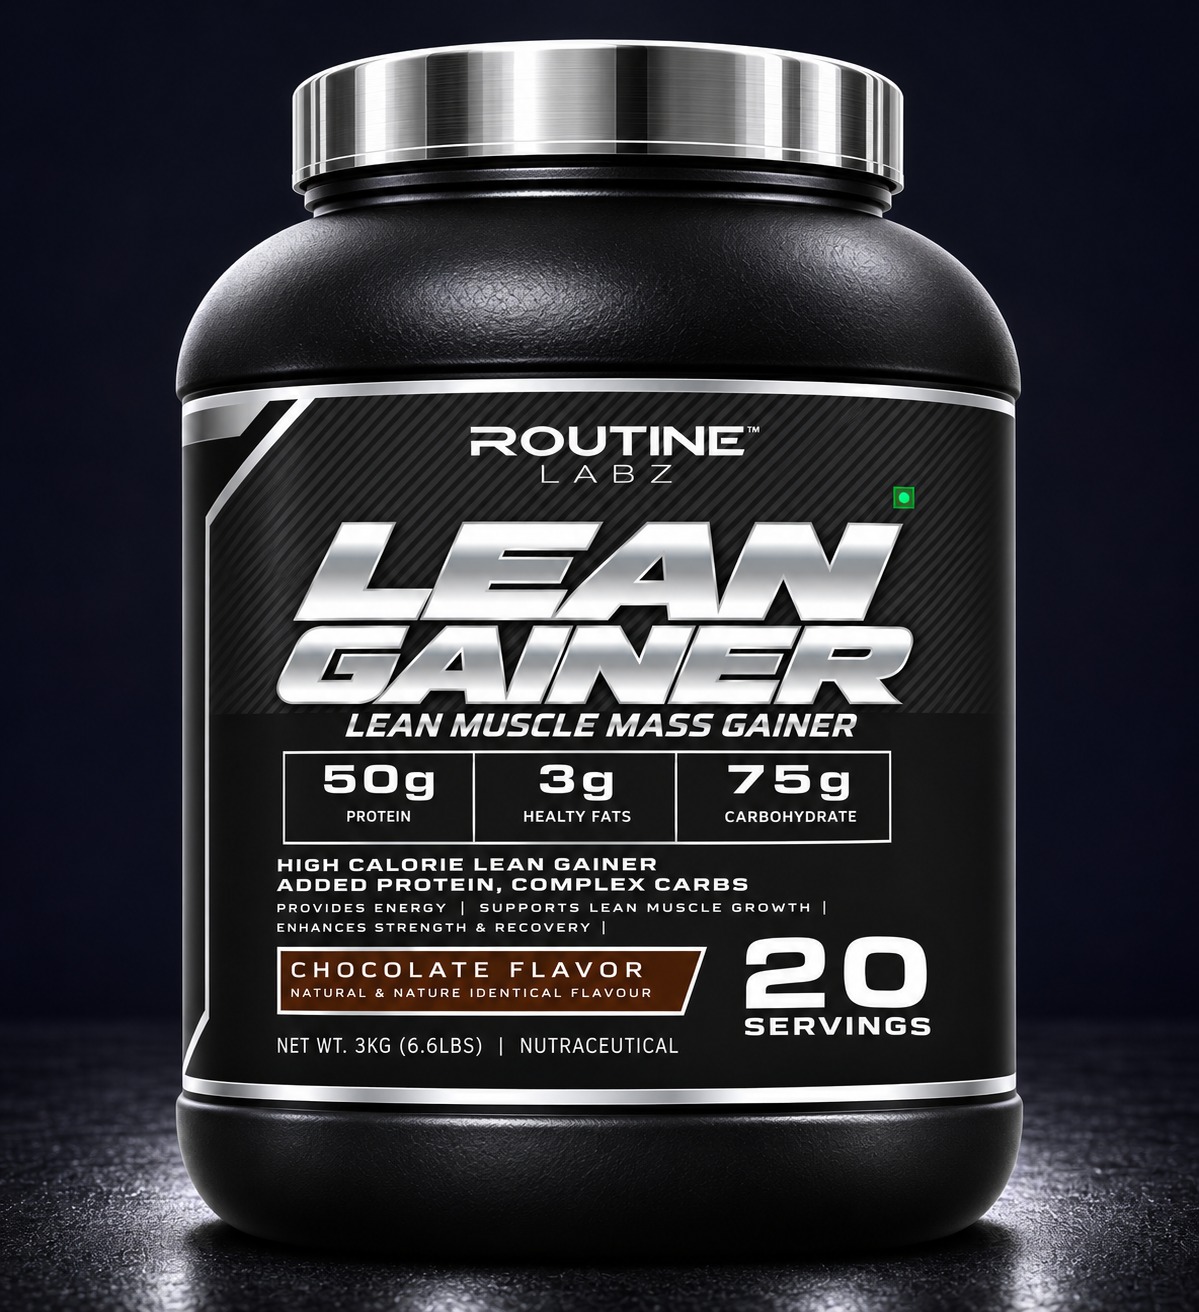 ROUTINE™
LABZ
LEAN
GAINER
LEAN MUSCLE MASS GAINER
50g 3g 75g
PROTEIN HEALTY FATS CARBOHYDRATE
HIGH CALORIE LEAN GAINER
ADDED PROTEIN, COMPLEX CARBS
PROVIDES ENERGY | SUPPORTS LEAN MUSCLE GROWTH |
ENHANCES STRENGTH & RECOVERY |
CHOCOLATE FLAVOR
NATURAL & NATURE IDENTICAL FLAVOUR
20
SERVINGS
NET WT. 3KG (6.6LBS) | NUTRACEUTICAL